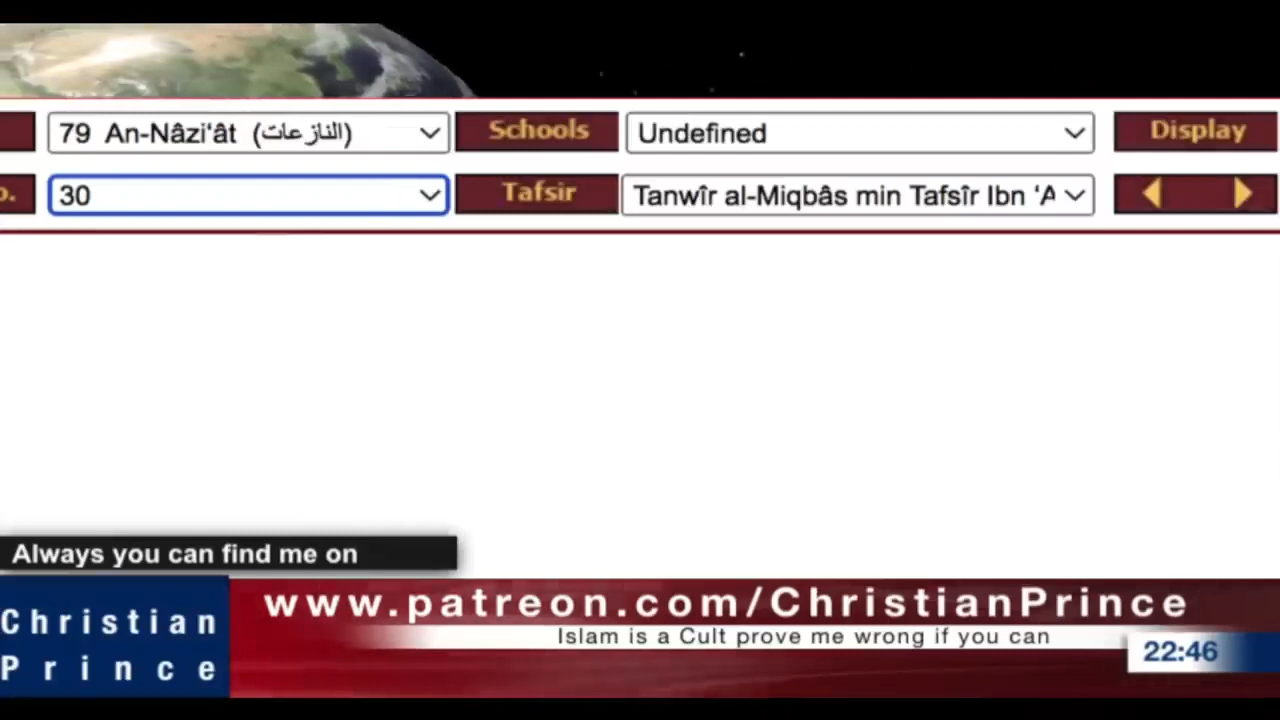 79 An-Nâzi'ât (النازعات)
Schools
Undefined
Display
o.
30
Tafsir
Tanwîr al-Miqbâs min Tafsîr Ibn 'A
Always you can find me on
Christian
Prince
www.patreon.com/ChristianPrince
Islam is a Cult prove me wrong if you can
22:46